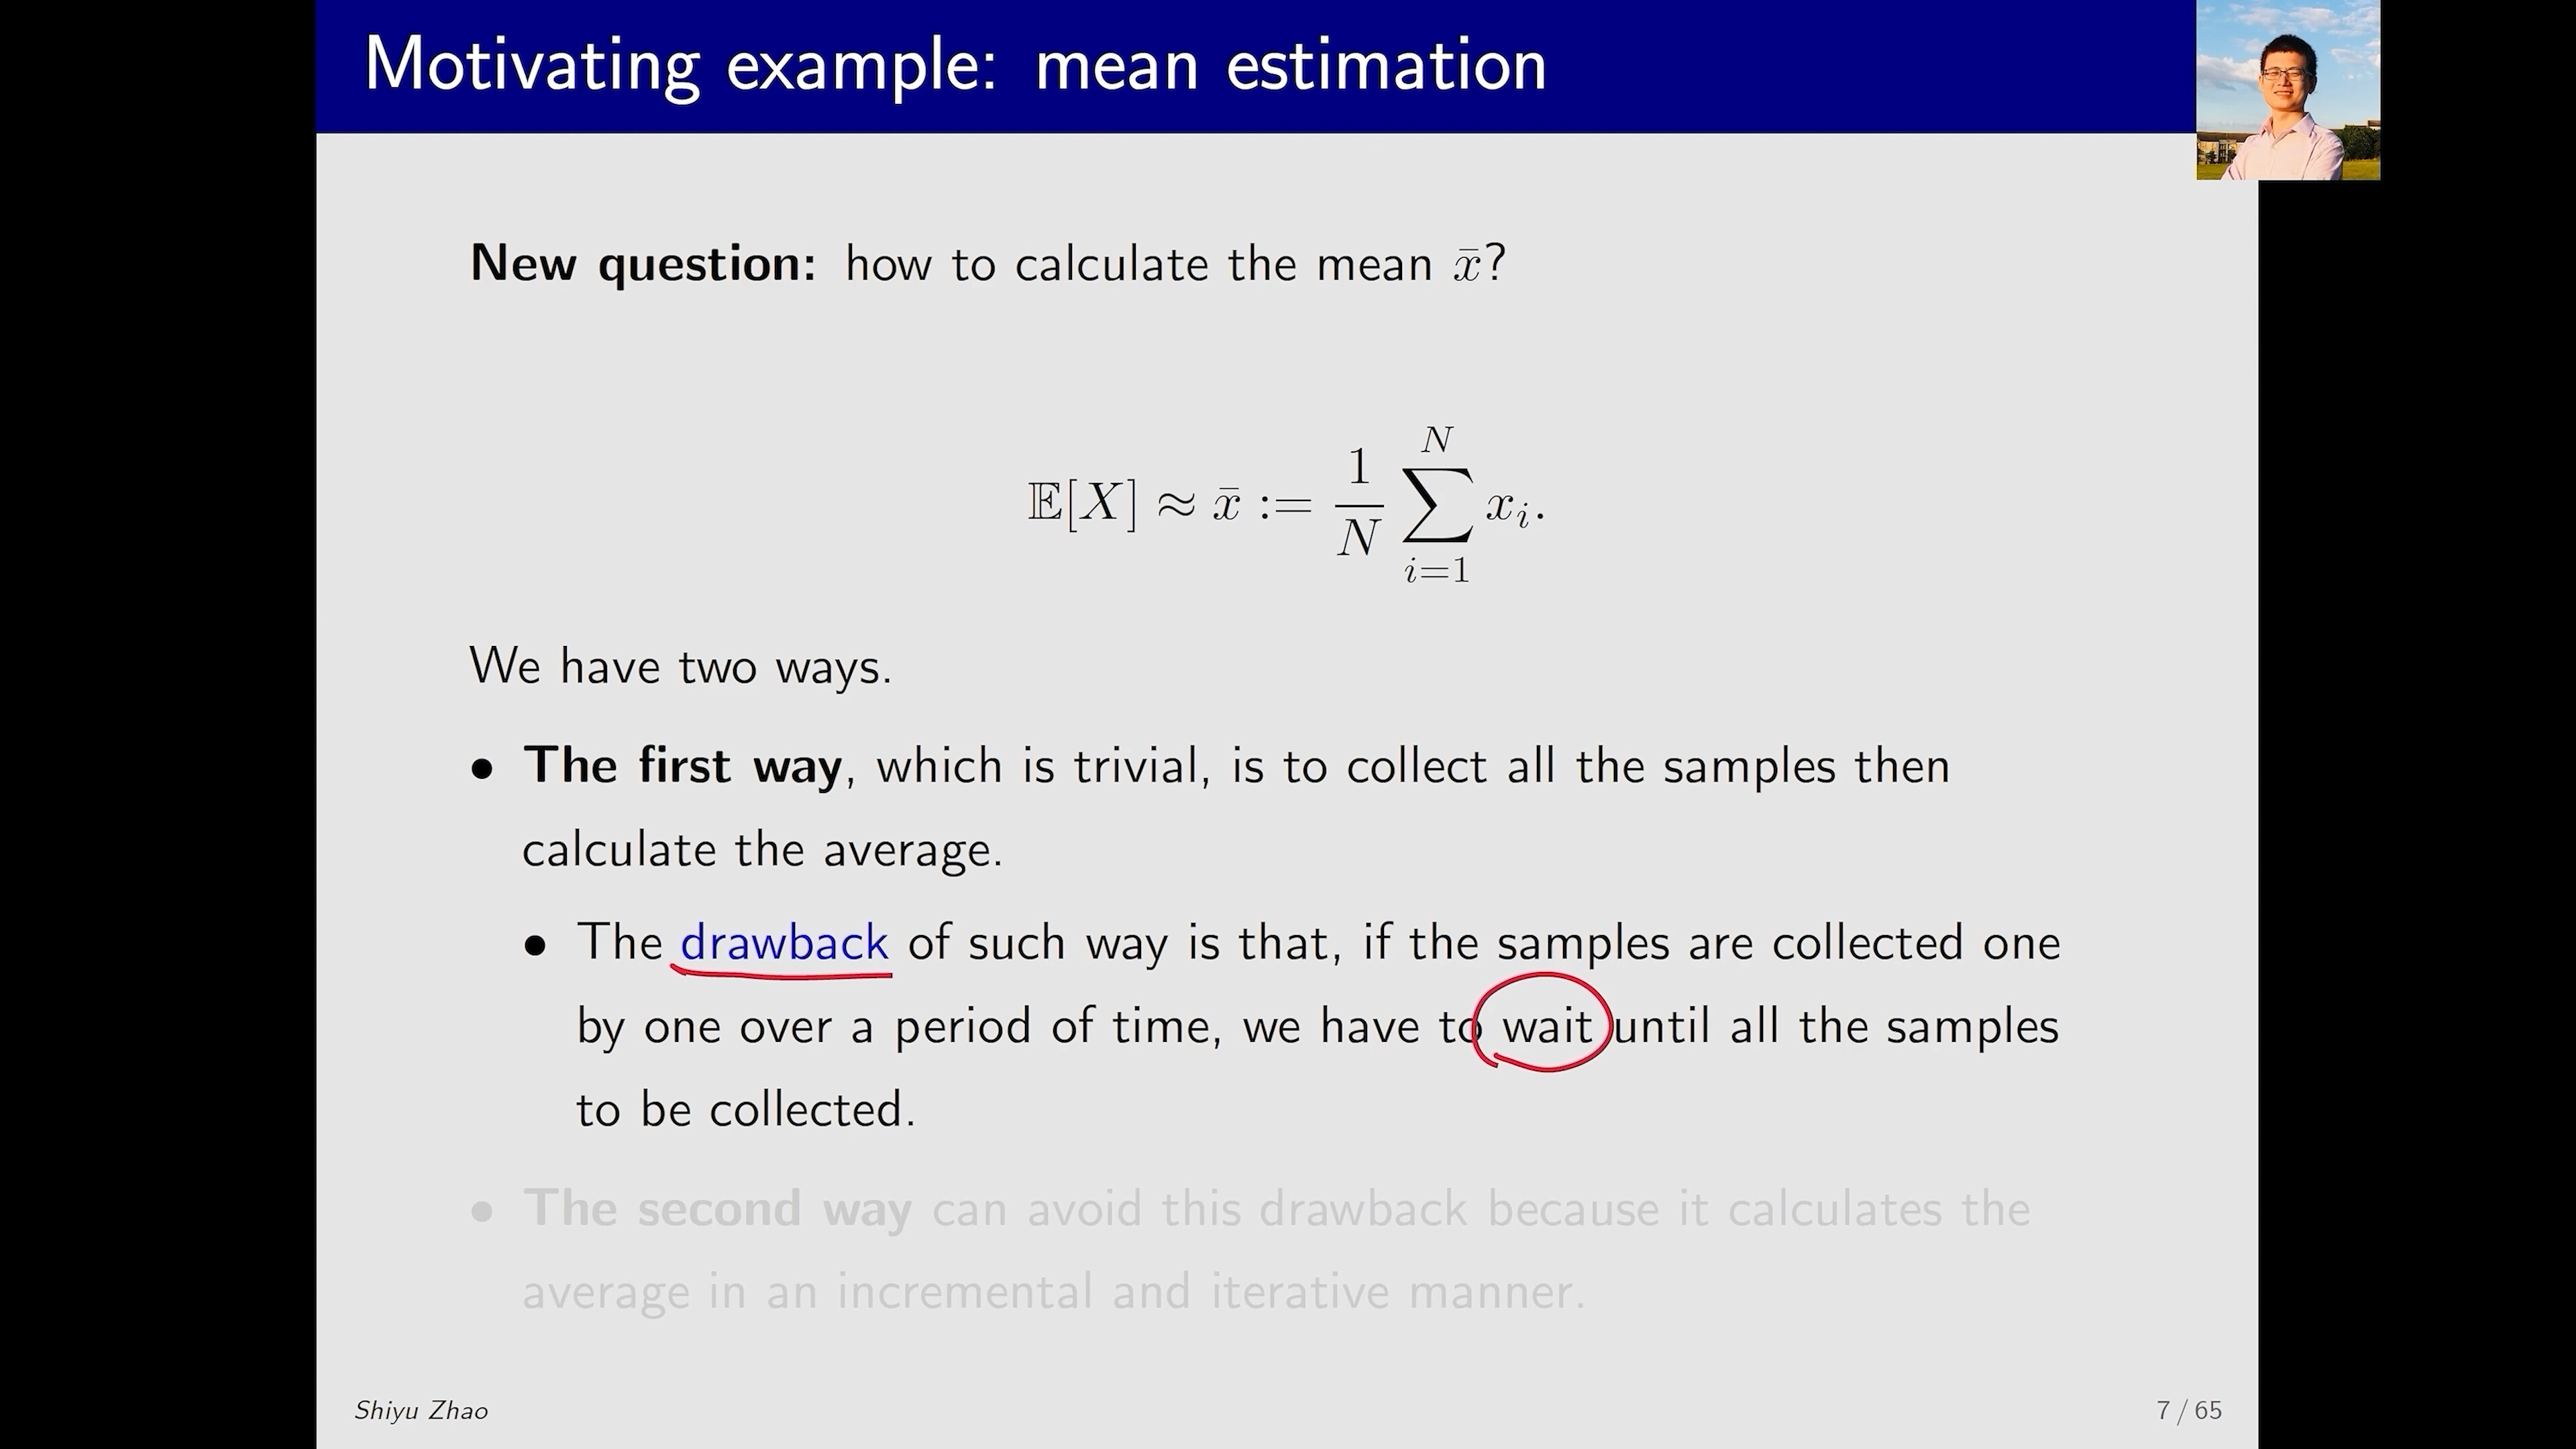 Motivating example: mean estimation
New question: how to calculate the mean x̄?
𝔼[X] ≈ x̄ := 1/N ∑_{i=1}^{N} x_i.
We have two ways.
• The first way, which is trivial, is to collect all the samples then
calculate the average.
• The drawback of such way is that, if the samples are collected one
by one over a period of time, we have to wait until all the samples
to be collected.
• The second way can avoid this drawback because it calculates the
average in an incremental and iterative manner.
Shiyu Zhao
7 / 65